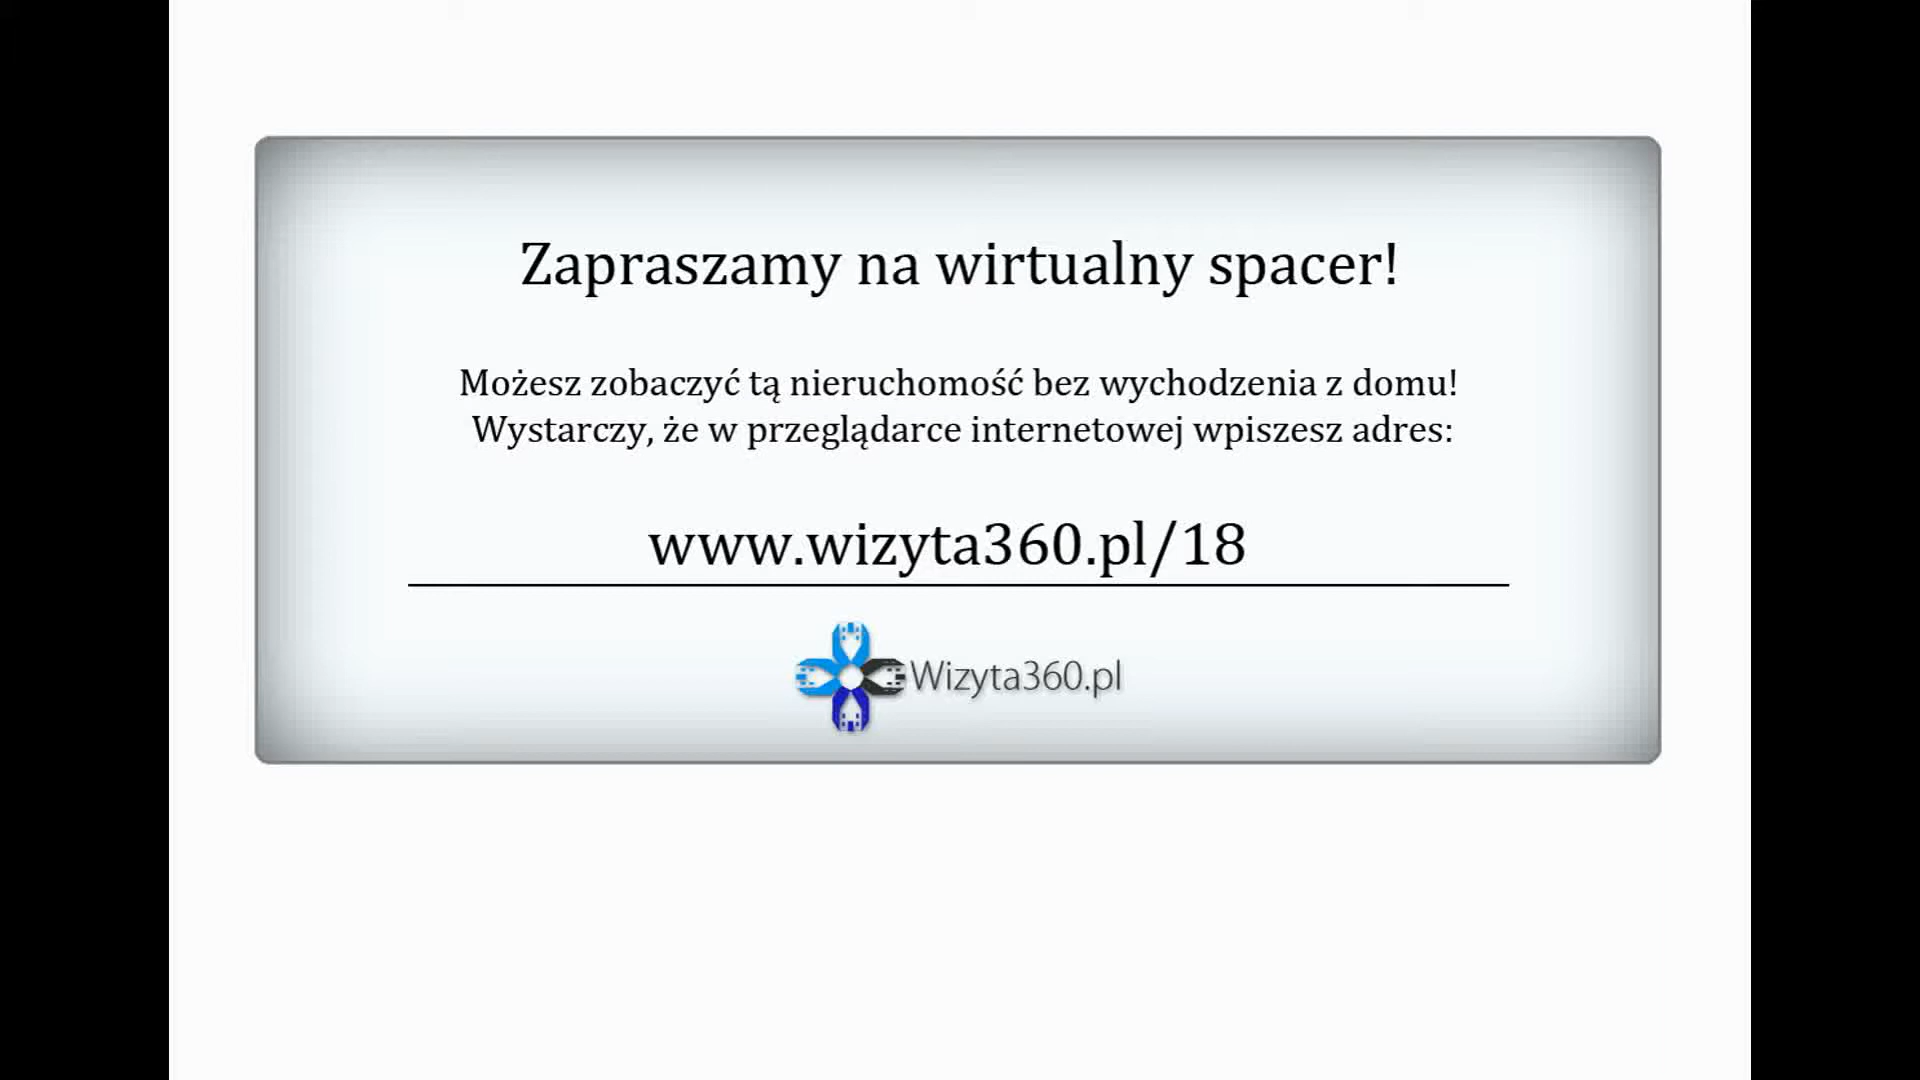 Zapraszamy na wirtualny spacer!
Możesz zobaczyć tą nieruchomość bez wychodzenia z domu!
Wystarczy, że w przeglądarce internetowej wpiszesz adres:
www.wizyta360.pl/18
Wizyta360.pl